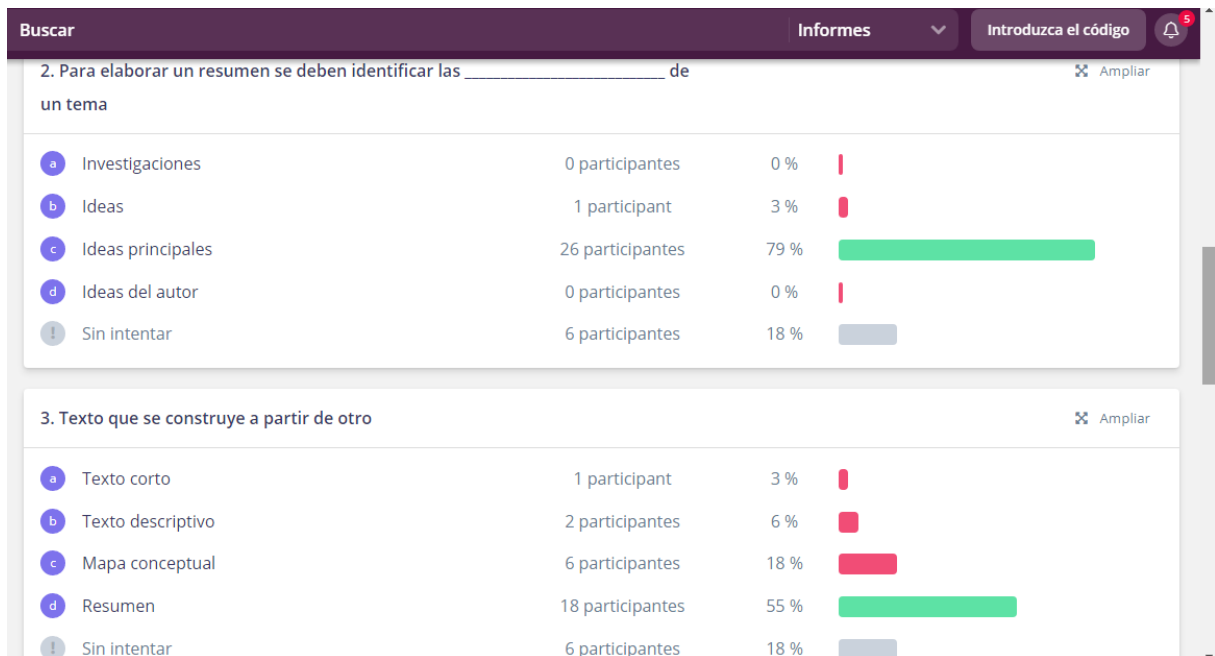 Buscar Informes Introduzca el código 5
2. Para elaborar un resumen se deben identificar las ____________________________ de Ampliar
un tema
a Investigaciones 0 participantes 0 %
b Ideas 1 participant 3 %
c Ideas principales 26 participantes 79 %
d Ideas del autor 0 participantes 0 %
! Sin intentar 6 participantes 18 %
3. Texto que se construye a partir de otro Ampliar
a Texto corto 1 participant 3 %
b Texto descriptivo 2 participantes 6 %
c Mapa conceptual 6 participantes 18 %
d Resumen 18 participantes 55 %
! Sin intentar 6 participantes 18 %